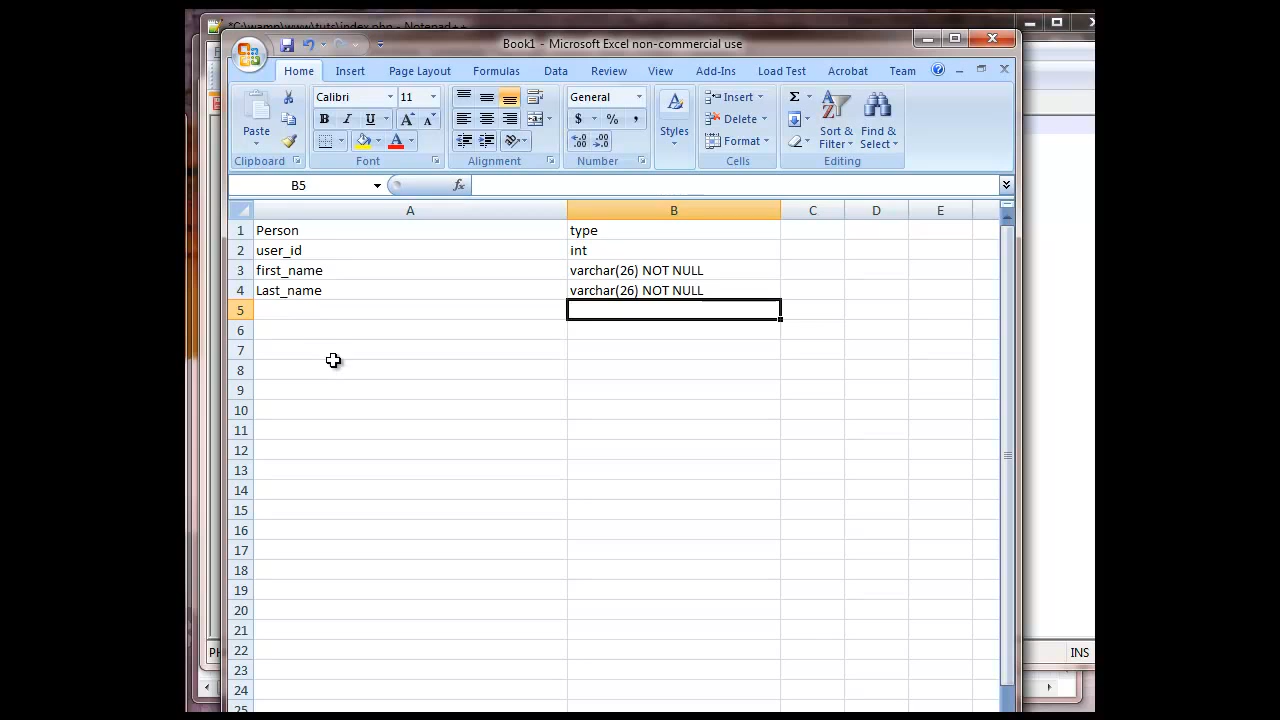 *C:\wamp\www\tuts\index.php - Notepad++
Book1 - Microsoft Excel non-commercial use
Home Insert Page Layout Formulas Data Review View Add-Ins Load Test Acrobat Team
Paste
Calibri 11
B I U
A A
General
$ % ,
Styles
Insert
Delete
Format
Σ
Sort & Filter
Find & Select
Clipboard Font Alignment Number Cells Editing
B5 fx
A B C D E
1 Person type
2 user_id int
3 first_name varchar(26) NOT NULL
4 Last_name varchar(26) NOT NULL
5
6
7
8
9
10
11
12
13
14
15
16
17
18
19
20
21
22
23
24
25
INS